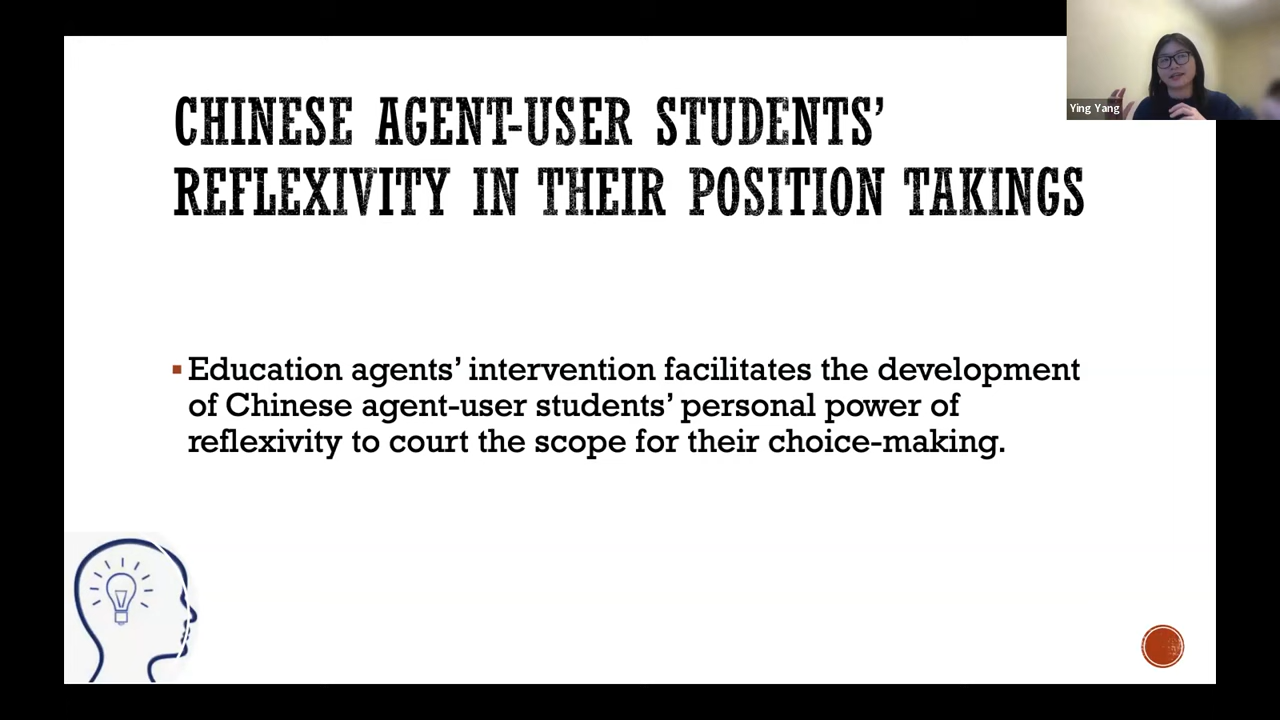 CHINESE AGENT-USER STUDENTS'
REFLEXIVITY IN THEIR POSITION TAKINGS
Ying Yang
▪Education agents' intervention facilitates the development
of Chinese agent-user students' personal power of
reflexivity to court the scope for their choice-making.